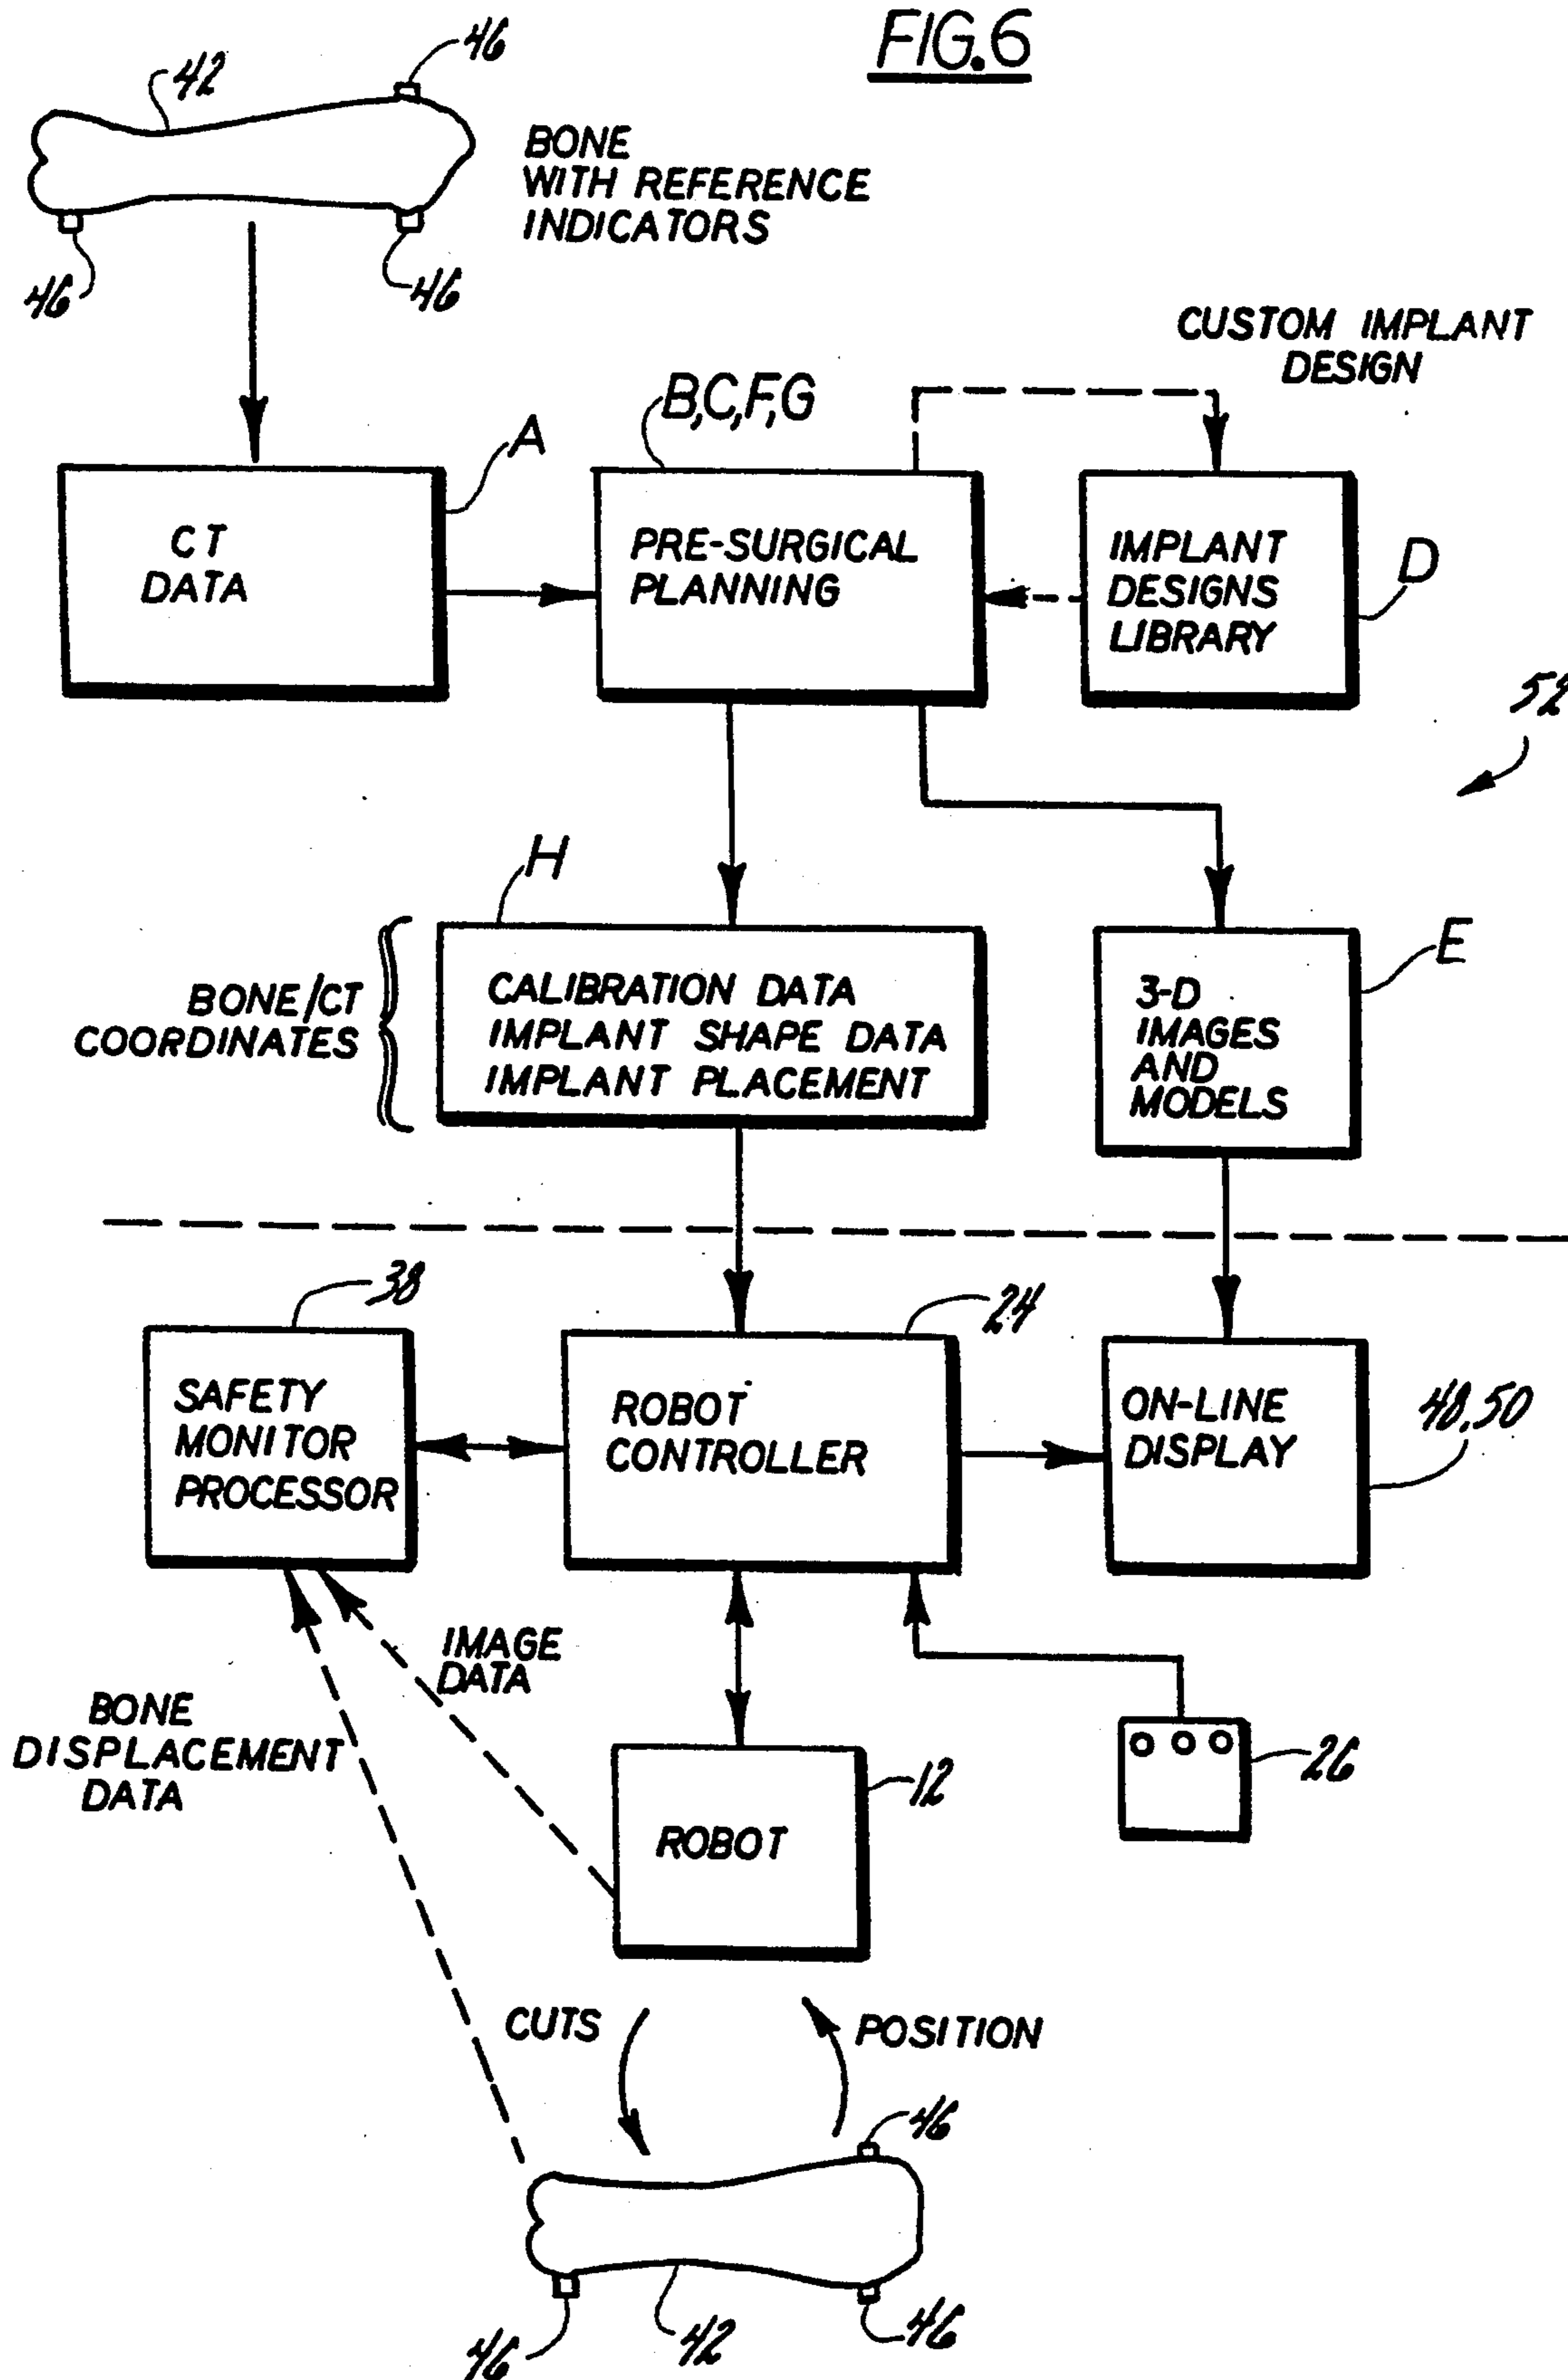 FIG.6
46
42
BONE
WITH REFERENCE
INDICATORS
46
46
CUSTOM IMPLANT
DESIGN
B,C,F,G
A
CT
DATA
PRE-SURGICAL
PLANNING
IMPLANT
DESIGNS
LIBRARY
D
52
H
BONE/CT
COORDINATES
CALIBRATION DATA
IMPLANT SHAPE DATA
IMPLANT PLACEMENT
3-D
IMAGES
AND
MODELS
E
38
24
SAFETY
MONITOR
PROCESSOR
ROBOT
CONTROLLER
ON-LINE
DISPLAY
48,50
IMAGE
DATA
BONE
DISPLACEMENT
DATA
ROBOT
12
26
CUTS
POSITION
46
46
42
46